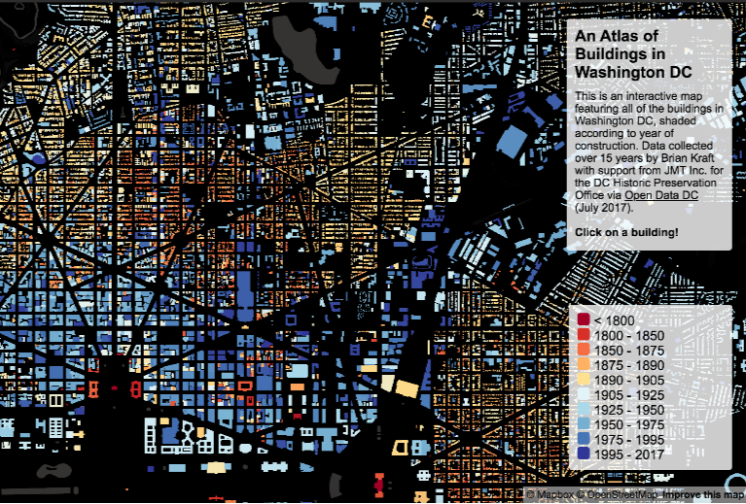 An Atlas of
Buildings in
Washington DC
This is an interactive map
featuring all of the buildings in
Washington DC, shaded
according to year of
construction. Data collected
over 15 years by Brian Kraft
with support from JMT Inc. for
the DC Historic Preservation
Office via Open Data DC
(July 2017).
Click on a building!
< 1800
1800 - 1850
1850 - 1875
1875 - 1890
1890 - 1905
1905 - 1925
1925 - 1950
1950 - 1975
1975 - 1995
1995 - 2017
© Mapbox © OpenStreetMap Improve this map